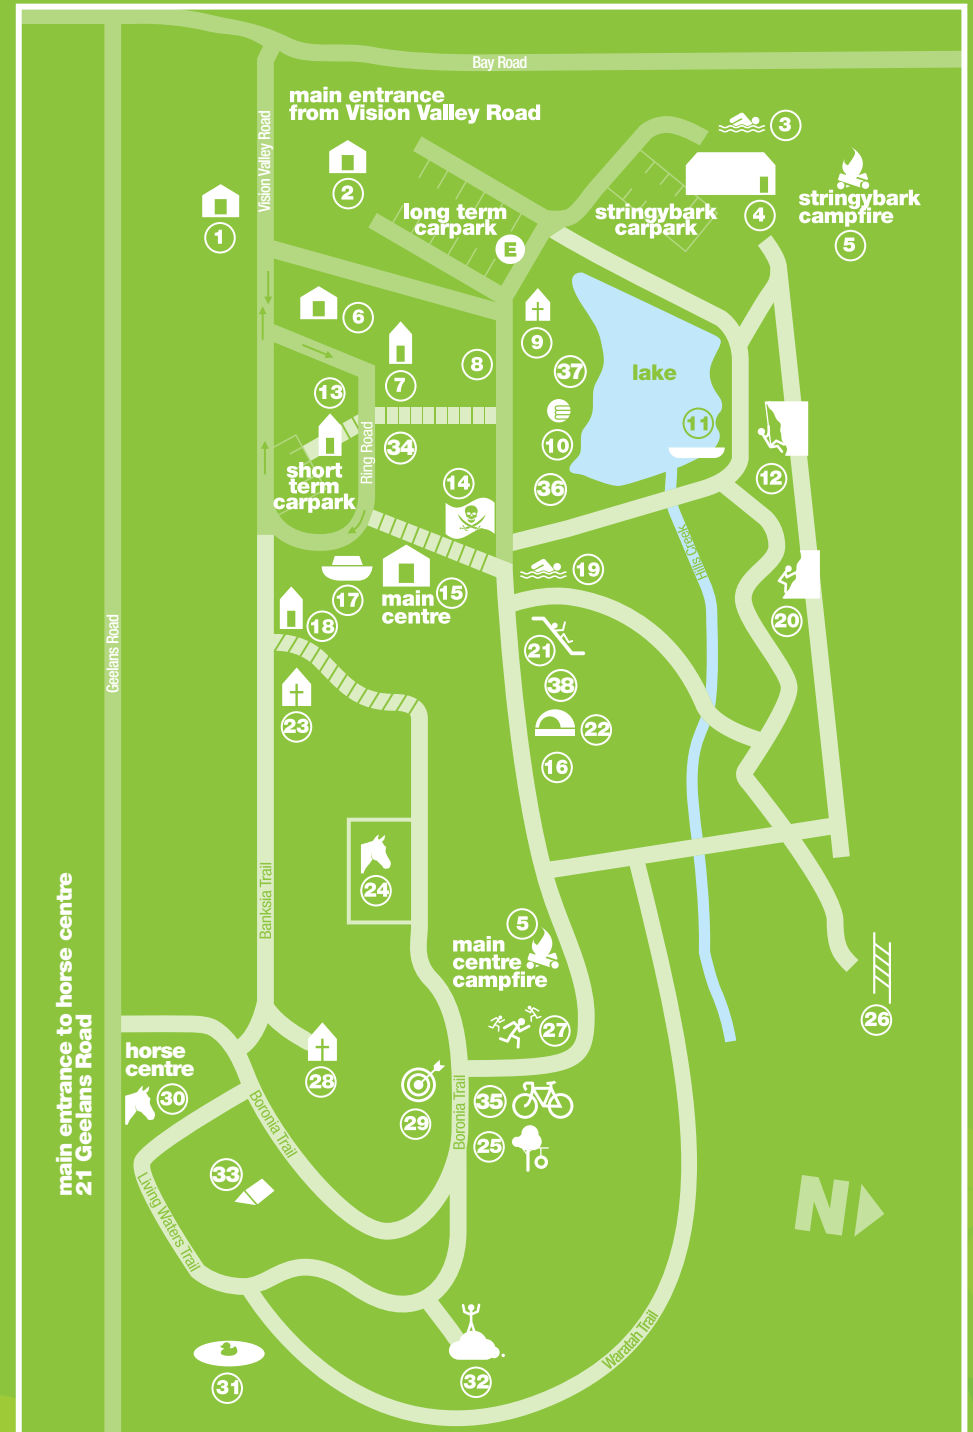 Bay Road
main entrance
from Vision Valley Road
Vision Valley Road
3
2
1
long term
carpark
E
stringybark
carpark
4
stringybark
campfire
5
6
7
8
9
37
lake
13
10
11
34
36
12
Ring Road
short
term
carpark
14
Hills Creek
19
17
main
centre
15
18
20
21
38
22
16
23
Geelans Road
24
Banksia Trail
5
main
centre
campfire
26
27
main entrance to horse centre
21 Geelans Road
horse
centre
30
28
29
Boronia Trail
Boronia Trail
35
25
33
Living Waters Trail
N
31
32
Waratah Trail